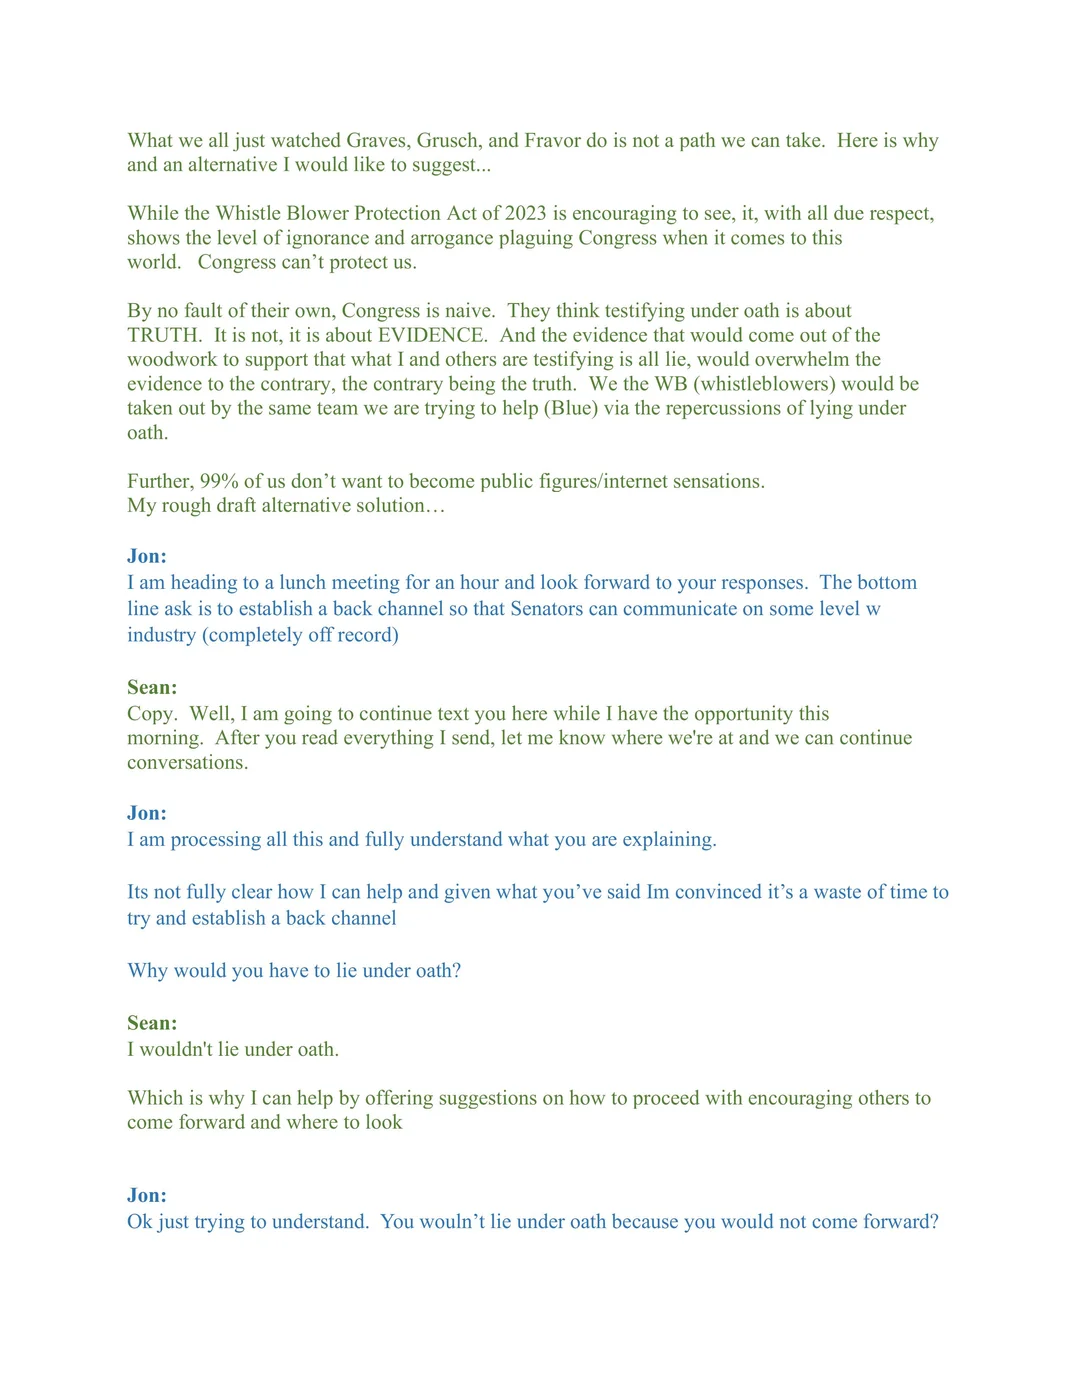 What we all just watched Graves, Grusch, and Fravor do is not a path we can take.  Here is why
and an alternative I would like to suggest...
While the Whistle Blower Protection Act of 2023 is encouraging to see, it, with all due respect,
shows the level of ignorance and arrogance plaguing Congress when it comes to this
world.   Congress can’t protect us.
By no fault of their own, Congress is naive.  They think testifying under oath is about
TRUTH.  It is not, it is about EVIDENCE.  And the evidence that would come out of the
woodwork to support that what I and others are testifying is all lie, would overwhelm the
evidence to the contrary, the contrary being the truth.  We the WB (whistleblowers) would be
taken out by the same team we are trying to help (Blue) via the repercussions of lying under
oath.
Further, 99% of us don’t want to become public figures/internet sensations.
My rough draft alternative solution…
Jon:
I am heading to a lunch meeting for an hour and look forward to your responses.  The bottom
line ask is to establish a back channel so that Senators can communicate on some level w
industry (completely off record)
Sean:
Copy.  Well, I am going to continue text you here while I have the opportunity this
morning.  After you read everything I send, let me know where we're at and we can continue
conversations.
Jon:
I am processing all this and fully understand what you are explaining.
Its not fully clear how I can help and given what you’ve said Im convinced it’s a waste of time to
try and establish a back channel
Why would you have to lie under oath?
Sean:
I wouldn't lie under oath.
Which is why I can help by offering suggestions on how to proceed with encouraging others to
come forward and where to look
Jon:
Ok just trying to understand.  You wouln’t lie under oath because you would not come forward?